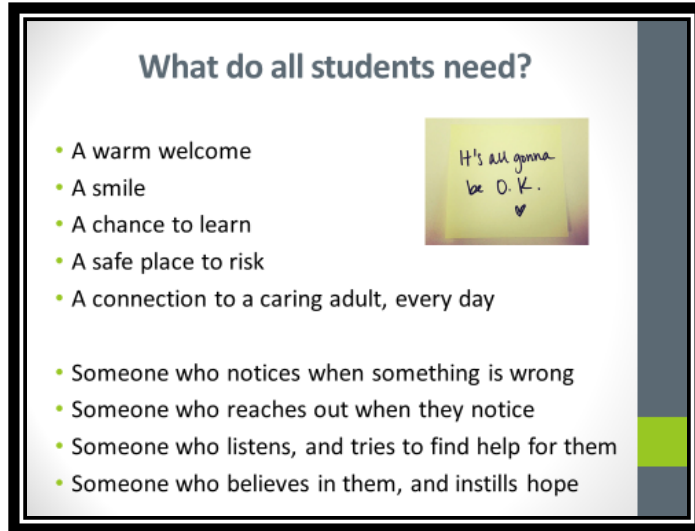 What do all students need?
• A warm welcome
• A smile
• A chance to learn
• A safe place to risk
• A connection to a caring adult, every day
It's all gonna
be O.K.
♥
• Someone who notices when something is wrong
• Someone who reaches out when they notice
• Someone who listens, and tries to find help for them
• Someone who believes in them, and instills hope